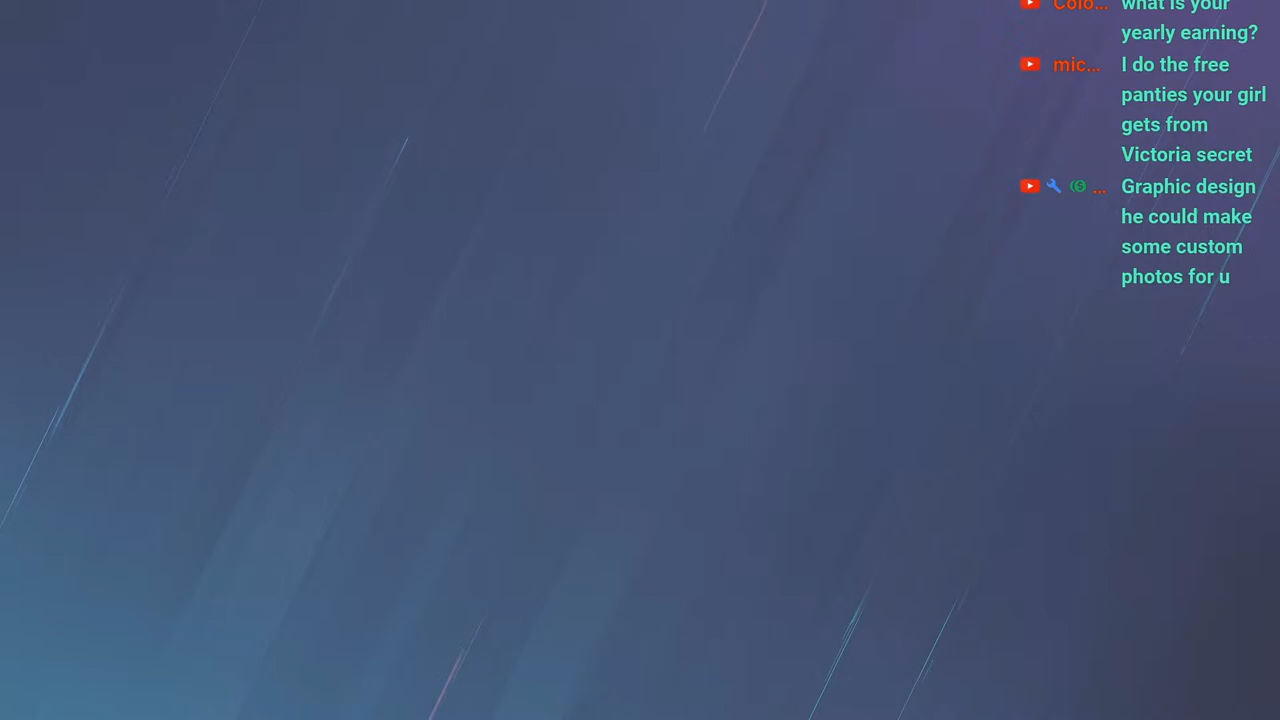 Colo... what is your
yearly earning?
mic... I do the free
panties your girl
gets from
Victoria secret
... Graphic design
he could make
some custom
photos for u